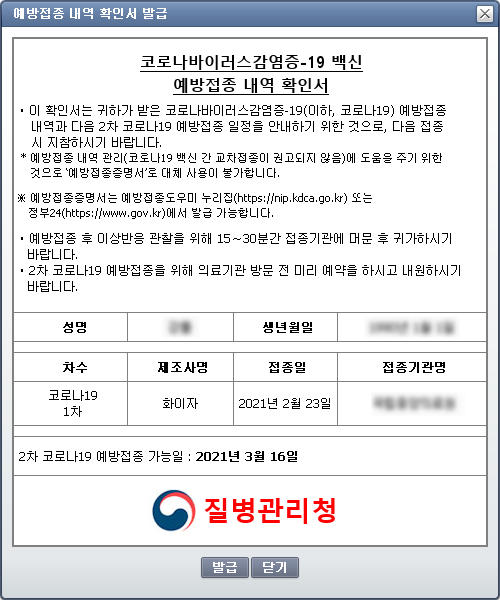 예방접종 내역 확인서 발급
코로나바이러스감염증-19 백신
예방접종 내역 확인서
· 이 확인서는 귀하가 받은 코로나바이러스감염증-19(이하, 코로나19) 예방접종
내역과 다음 2차 코로나19 예방접종 일정을 안내하기 위한 것으로, 다음 접종
시 지참하시기 바랍니다.
* 예방접종 내역 관리(코로나19 백신 간 교차접종이 권고되지 않음)에 도움을 주기 위한
것으로 '예방접종증명서'로 대체 사용이 불가합니다.
※ 예방접종증명서는 예방접종도우미 누리집(https://nip.kdca.go.kr) 또는
정부24(https://www.gov.kr)에서 발급 가능합니다.
· 예방접종 후 이상반응 관찰을 위해 15~30분간 접종기관에 머문 후 귀가하시기
바랍니다.
· 2차 코로나19 예방접종을 위해 의료기관 방문 전 미리 예약을 하시고 내원하시기
바랍니다.
성명 생년월일
차수 제조사명 접종일 접종기관명
코로나19
1차 화이자 2021년 2월 23일
2차 코로나19 예방접종 가능일 : 2021년 3월 16일
질병관리청
발급 닫기